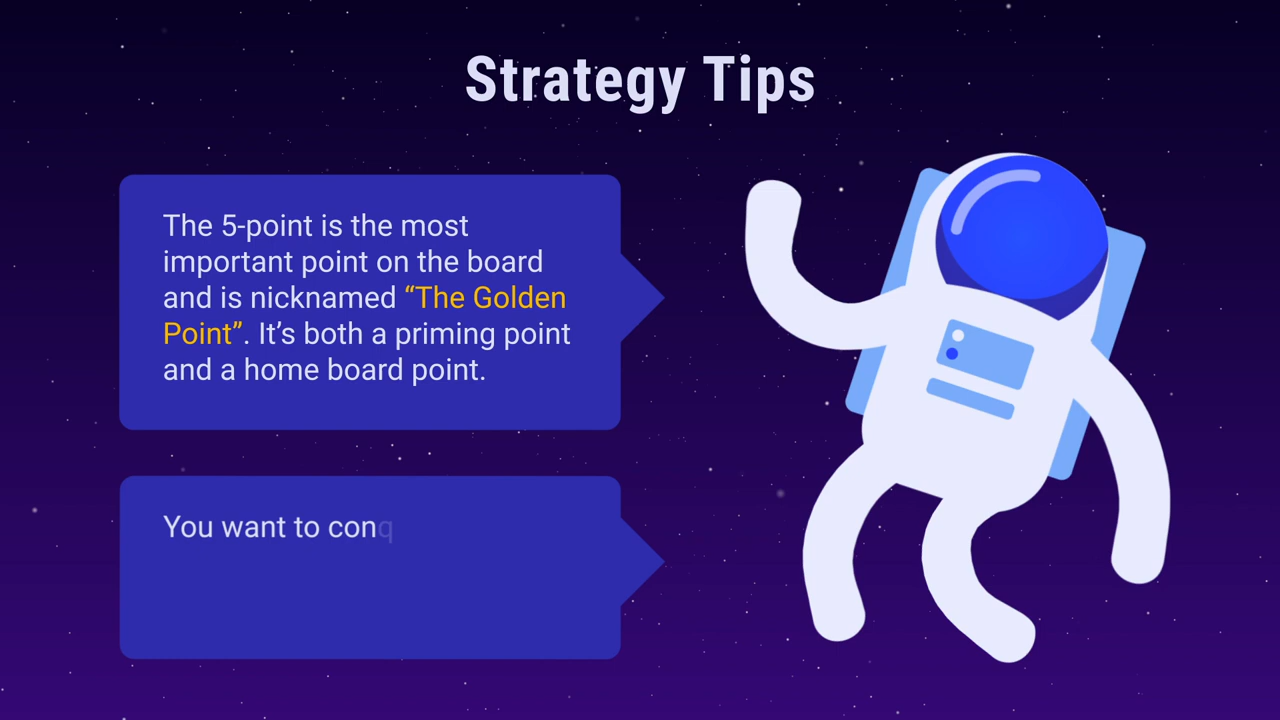 Strategy Tips
The 5-point is the most
important point on the board
and is nicknamed “The Golden
Point”. It’s both a priming point
and a home board point.
You want to conq